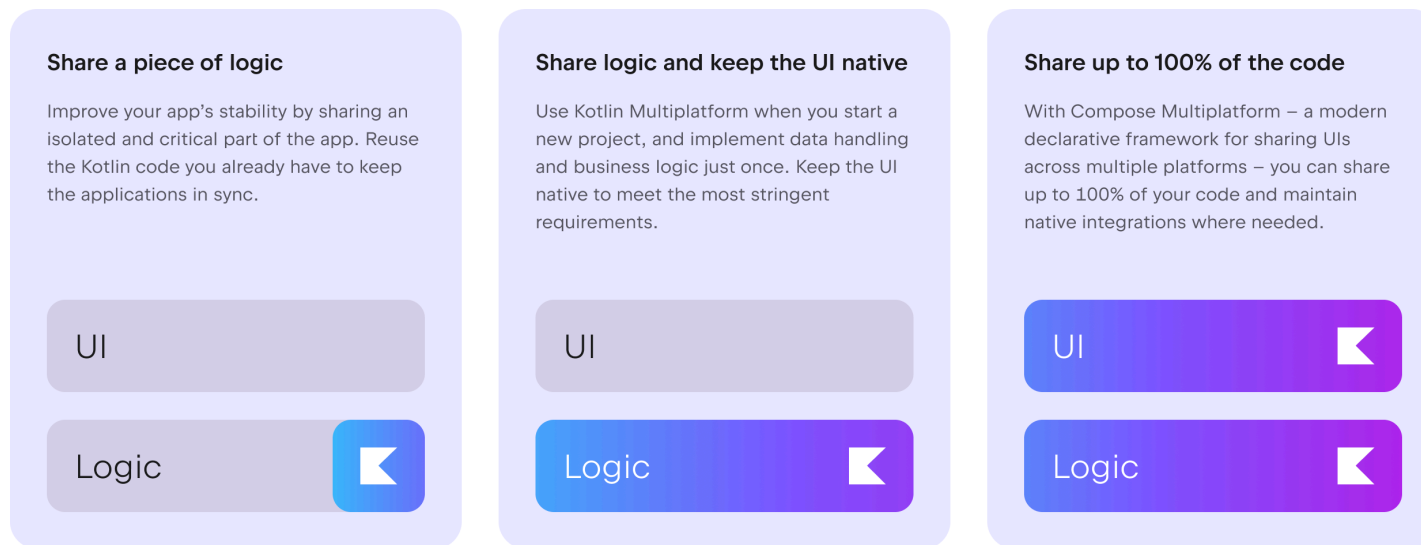 Share a piece of logic
Improve your app’s stability by sharing an
isolated and critical part of the app. Reuse
the Kotlin code you already have to keep
the applications in sync.
UI
Logic
Share logic and keep the UI native
Use Kotlin Multiplatform when you start a
new project, and implement data handling
and business logic just once. Keep the UI
native to meet the most stringent
requirements.
UI
Logic
Share up to 100% of the code
With Compose Multiplatform – a modern
declarative framework for sharing UIs
across multiple platforms – you can share
up to 100% of your code and maintain
native integrations where needed.
UI
Logic